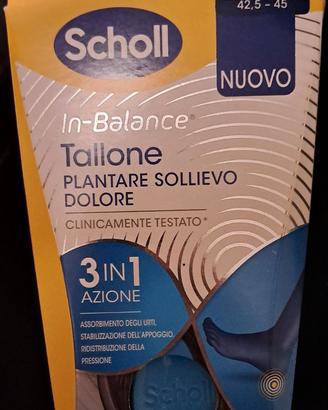 42,5 - 45
Scholl
NUOVO
In-Balance®
Tallone
PLANTARE SOLLIEVO
DOLORE
CLINICAMENTE TESTATO*
3 IN 1
AZIONE
ASSORBIMENTO DEGLI URTI,
STABILIZZAZIONE DELL'APPOGGIO,
RIDISTRIBUZIONE DELLA
PRESSIONE
Scholl